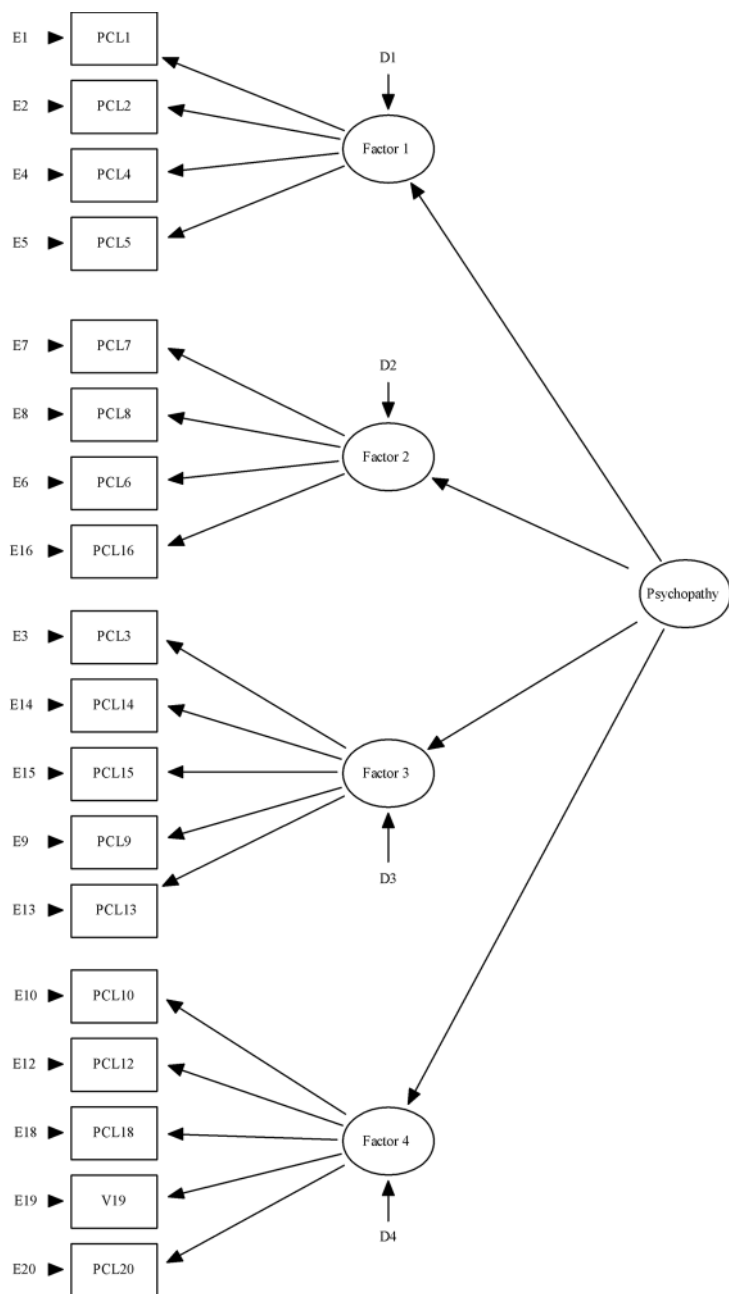 E1 PCL1
D1
E2 PCL2
Factor 1
E4 PCL4
E5 PCL5
E7 PCL7
D2
E8 PCL8
Factor 2
E6 PCL6
E16 PCL16
Psychopathy
E3 PCL3
E14 PCL14
E15 PCL15 Factor 3
E9 PCL9
D3
E13 PCL13
E10 PCL10
E12 PCL12
E18 PCL18 Factor 4
E19 V19
D4
E20 PCL20